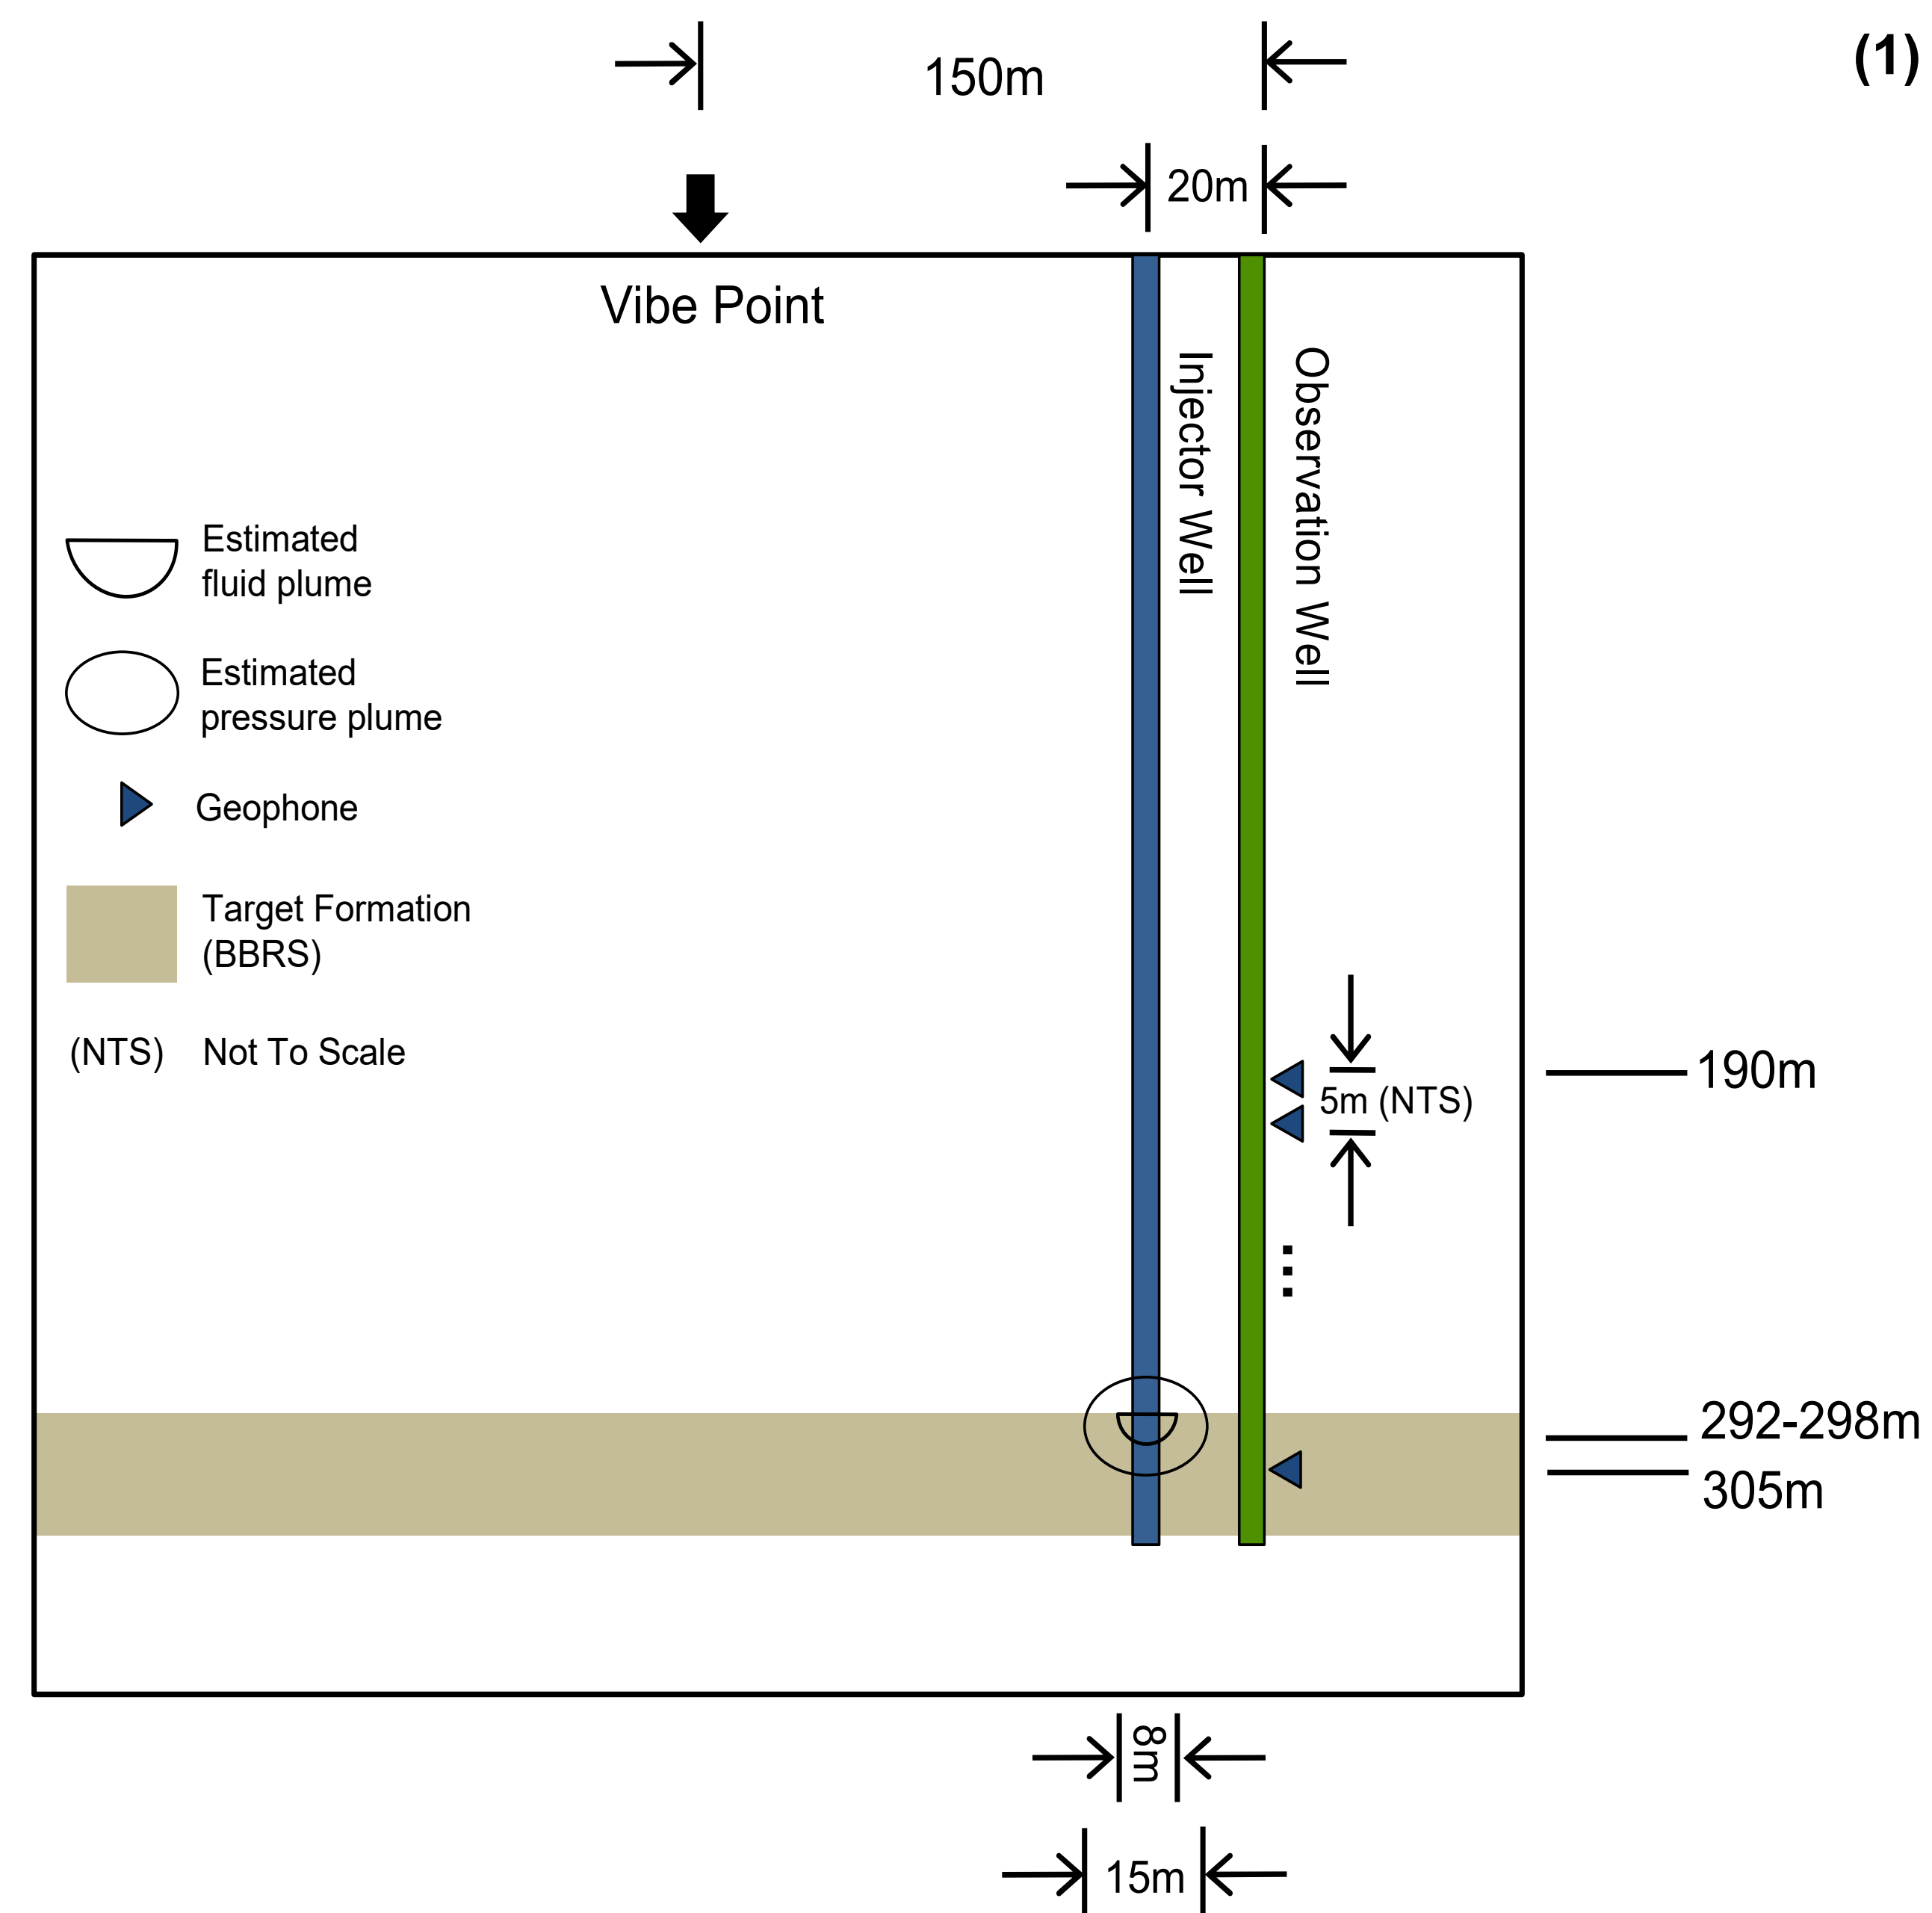 (1)
150m
20m
Vibe Point
Injector Well
Observation Well
Estimated
fluid plume
Estimated
pressure plume
Geophone
Target Formation
(BBRS)
(NTS) Not To Scale
190m
5m (NTS)
292-298m
305m
8m
15m